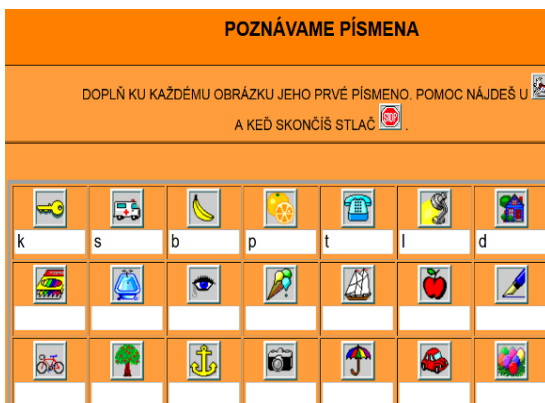 POZNÁVAME PÍSMENA
DOPLŇ KU KAŽDÉMU OBRÁZKU JEHO PRVÉ PÍSMENO. POMOC NÁJDEŠ U
A KEĎ SKONČÍŠ STLAČ STOP .
k s b p t l d